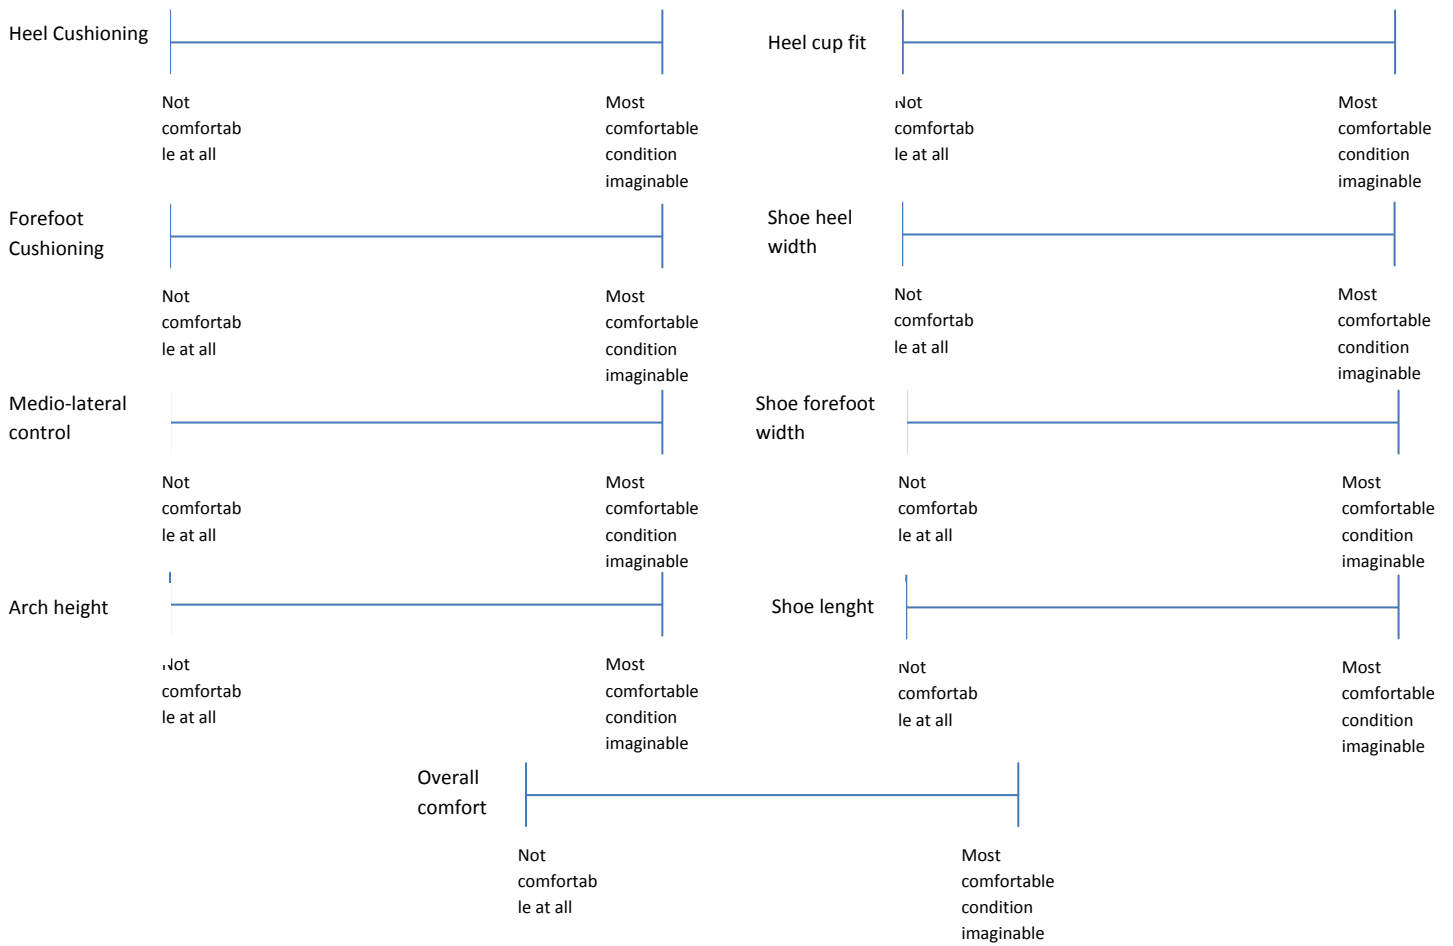 Heel Cushioning
Not
comfortab
le at all
Most
comfortable
condition
imaginable
Heel cup fit
Not
comfortab
le at all
Most
comfortable
condition
imaginable
Forefoot
Cushioning
Not
comfortab
le at all
Most
comfortable
condition
imaginable
Shoe heel
width
Not
comfortab
le at all
Most
comfortable
condition
imaginable
Medio-lateral
control
Not
comfortab
le at all
Most
comfortable
condition
imaginable
Shoe forefoot
width
Not
comfortab
le at all
Most
comfortable
condition
imaginable
Arch height
Not
comfortab
le at all
Most
comfortable
condition
imaginable
Shoe lenght
Not
comfortab
le at all
Most
comfortable
condition
imaginable
Overall
comfort
Not
comfortab
le at all
Most
comfortable
condition
imaginable